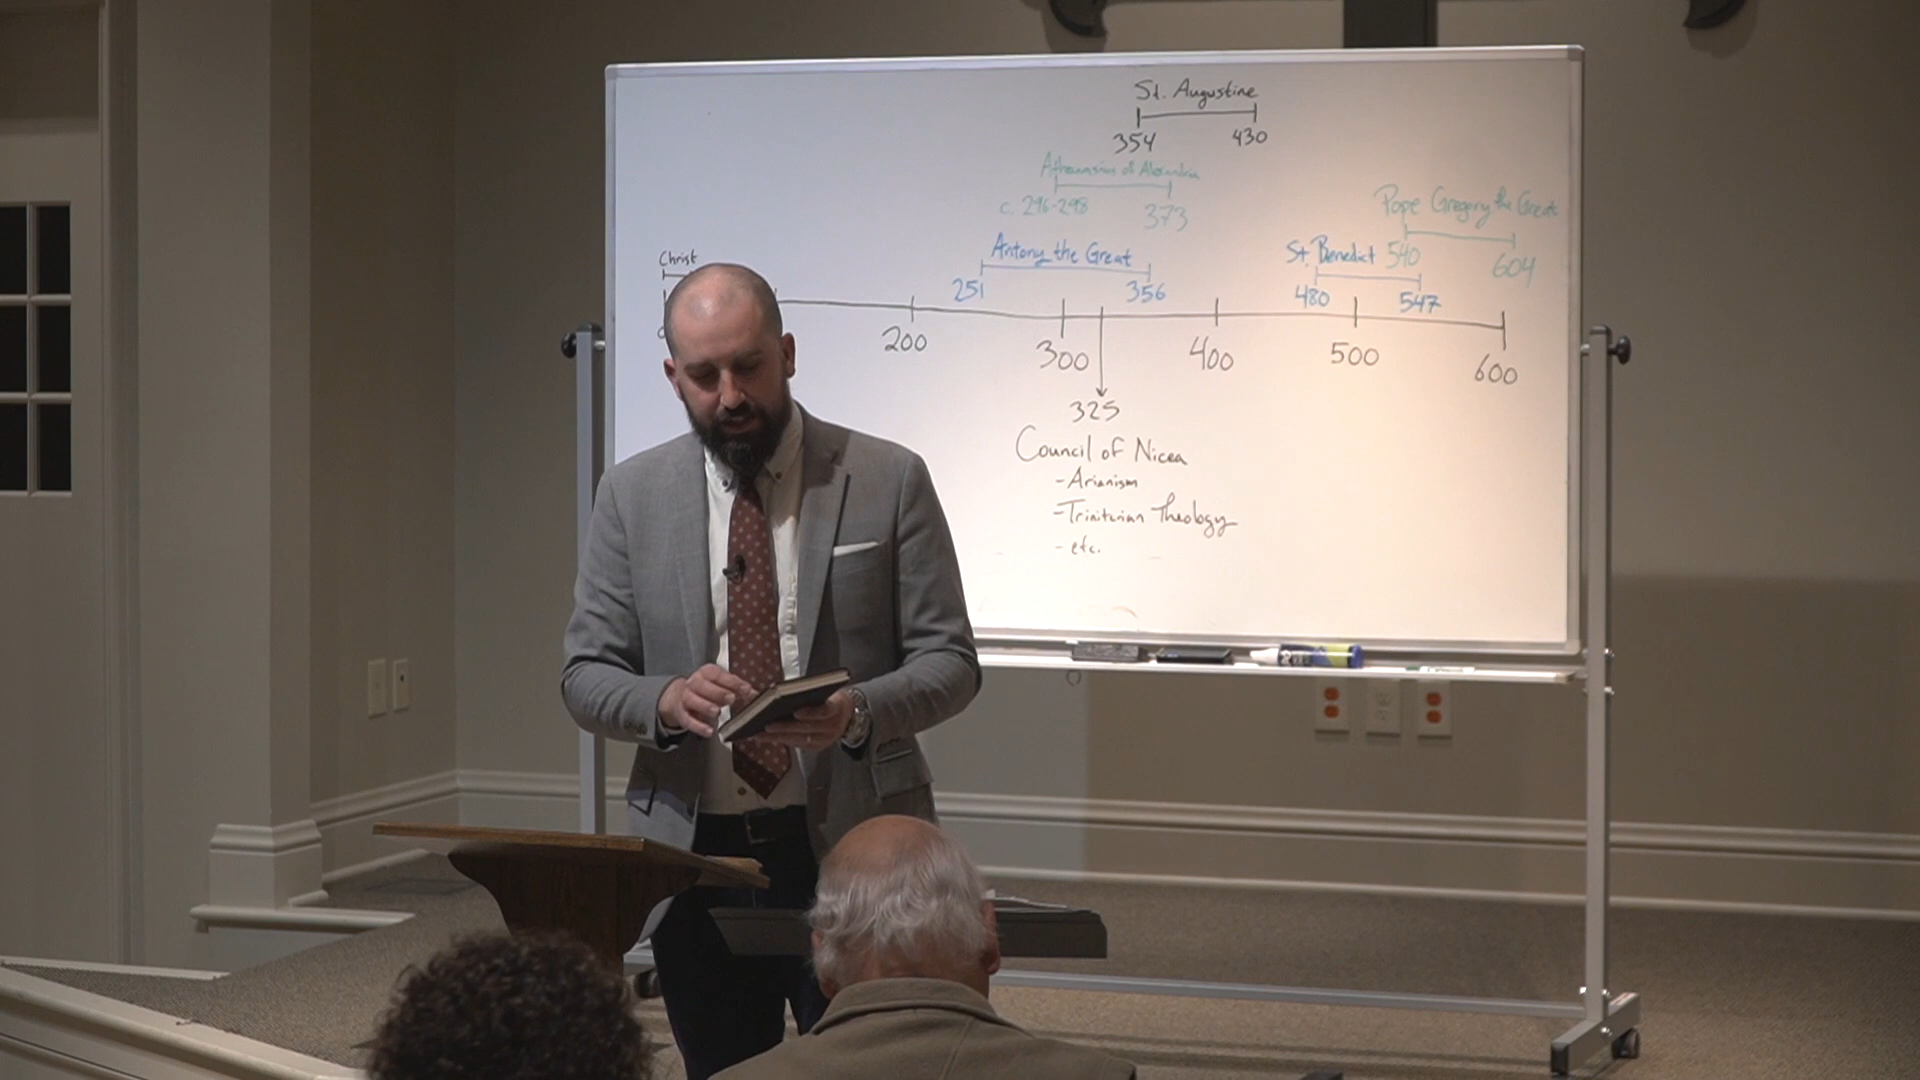 St. Augustine
354 430
Athanasius of Alexandria
c. 296-298 373
Pope Gregory the Great
540 604
Antony the Great
251 356
St. Benedict
480 547
Christ
200 300 400 500 600
325
Council of Nicea
- Arianism
- Trinitarian Theology
- etc.